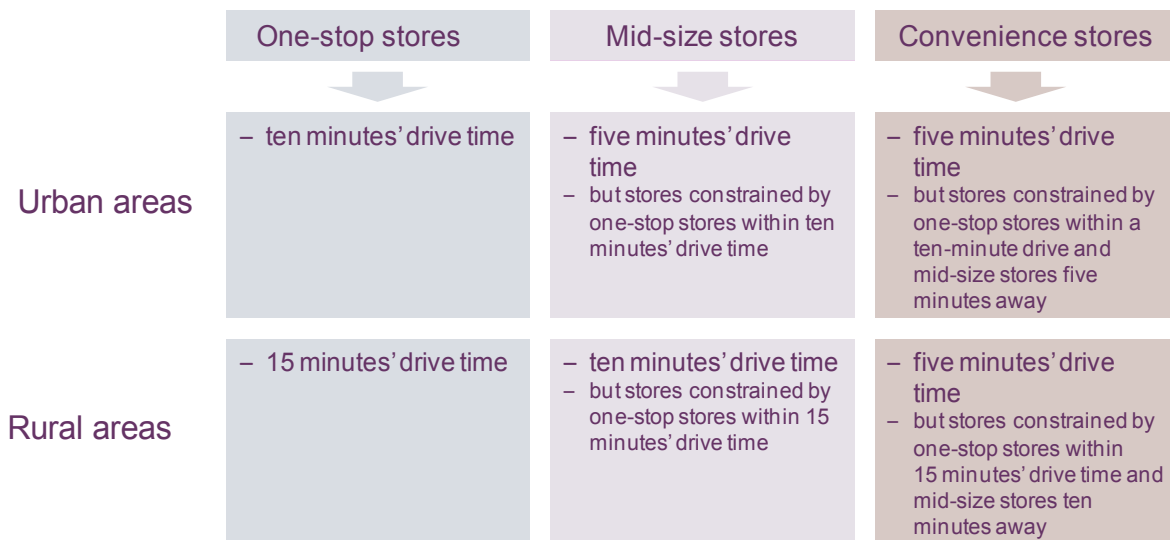 One-stop stores
Mid-size stores
Convenience stores
Urban areas
– ten minutes’ drive time
– five minutes’ drive
time
– but stores constrained by
one-stop stores within ten
minutes’ drive time
– five minutes’ drive
time
– but stores constrained by
one-stop stores within a
ten-minute drive and
mid-size stores five
minutes away
Rural areas
– 15 minutes’ drive time
– ten minutes’ drive time
– but stores constrained by
one-stop stores within 15
minutes’ drive time
– five minutes’ drive
time
– but stores constrained by
one-stop stores within
15 minutes’ drive time and
mid-size stores ten
minutes away